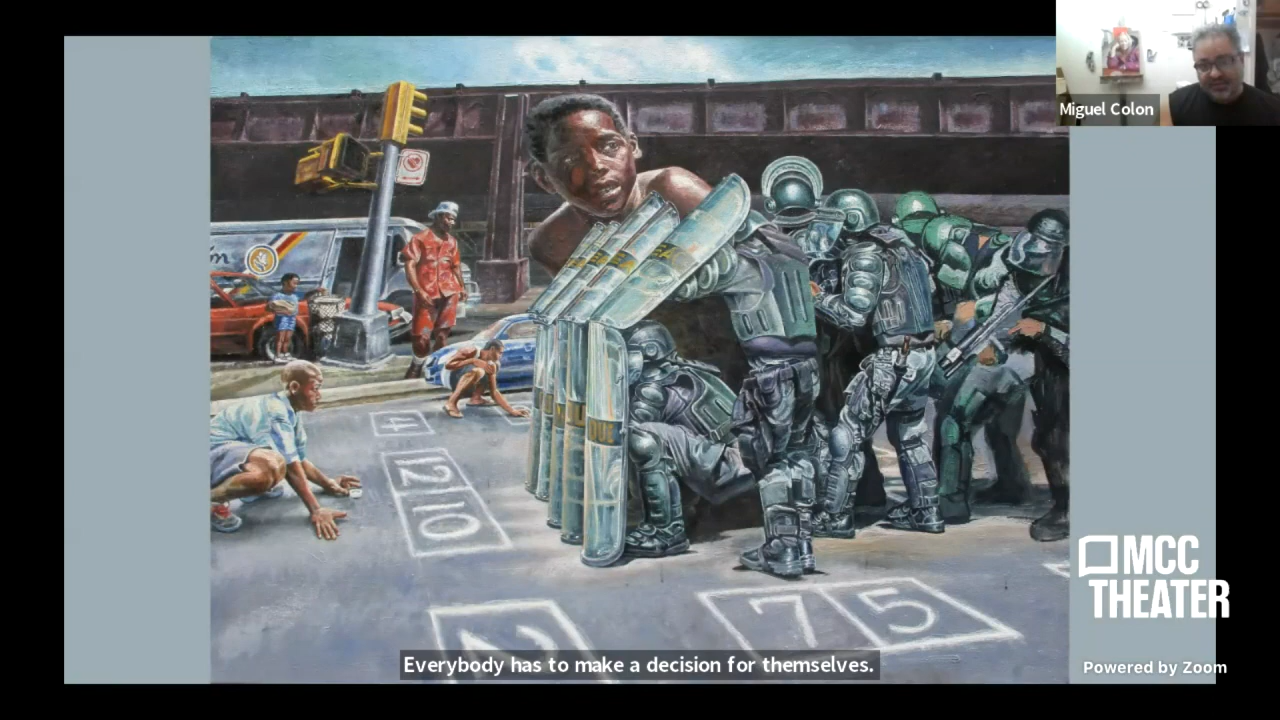 Miguel Colon
4
12
10
7
5
MCC
THEATER
Everybody has to make a decision for themselves.
Powered by Zoom